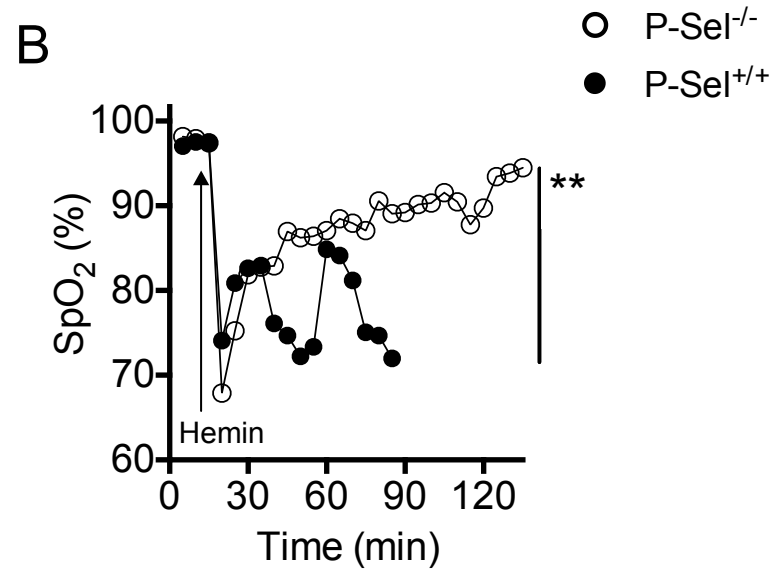 B
P-Sel-/-
P-Sel+/+
100
90
80
70
60
SpO2 (%)
**
Hemin
0 30 60 90 120
Time (min)